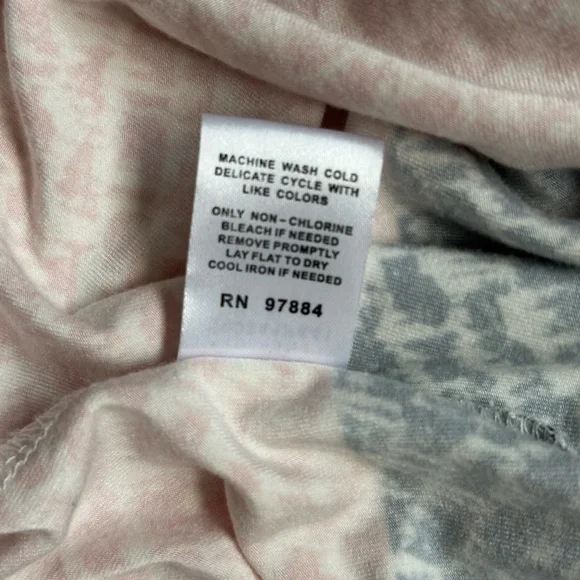 MACHINE WASH COLD
DELICATE CYCLE WITH
LIKE COLORS
ONLY NON-CHLORINE
BLEACH IF NEEDED
REMOVE PROMPTLY
LAY FLAT TO DRY
COOL IRON IF NEEDED
RN 97884